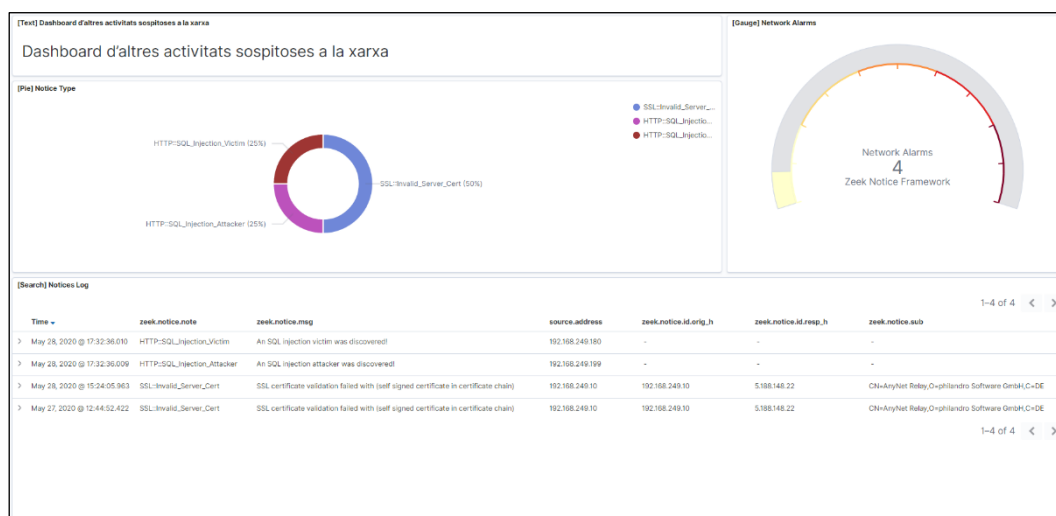 [Text] Dashboard d'altres activitats sospitoses a la xarxa
Dashboard d'altres activitats sospitoses a la xarxa
[Pie] Notice Type
SSL::Invalid_Server_...
HTTP::SQL_Injectio...
HTTP::SQL_Injectio...
HTTP::SQL_Injection_Victim (25%)
SSL::Invalid_Server_Cert (50%)
HTTP::SQL_Injection_Attacker (25%)
[Gauge] Network Alarms
Network Alarms
4
Zeek Notice Framework
[Search] Notices Log
1–4 of 4
Time zeek.notice.note zeek.notice.msg source.address zeek.notice.id.orig_h zeek.notice.id.resp_h zeek.notice.sub
May 28, 2020 @ 17:32:36.010 HTTP::SQL_Injection_Victim An SQL injection victim was discovered! 192.168.249.180 - - -
May 28, 2020 @ 17:32:36.009 HTTP::SQL_Injection_Attacker An SQL injection attacker was discovered! 192.168.249.199 - - -
May 28, 2020 @ 15:24:05.963 SSL::Invalid_Server_Cert SSL certificate validation failed with (self signed certificate in certificate chain) 192.168.249.10 192.168.249.10 5.188.148.22 CN=AnyNet Relay,O=philandro Software GmbH,C=DE
May 27, 2020 @ 12:44:52.422 SSL::Invalid_Server_Cert SSL certificate validation failed with (self signed certificate in certificate chain) 192.168.249.10 192.168.249.10 5.188.148.22 CN=AnyNet Relay,O=philandro Software GmbH,C=DE
1–4 of 4